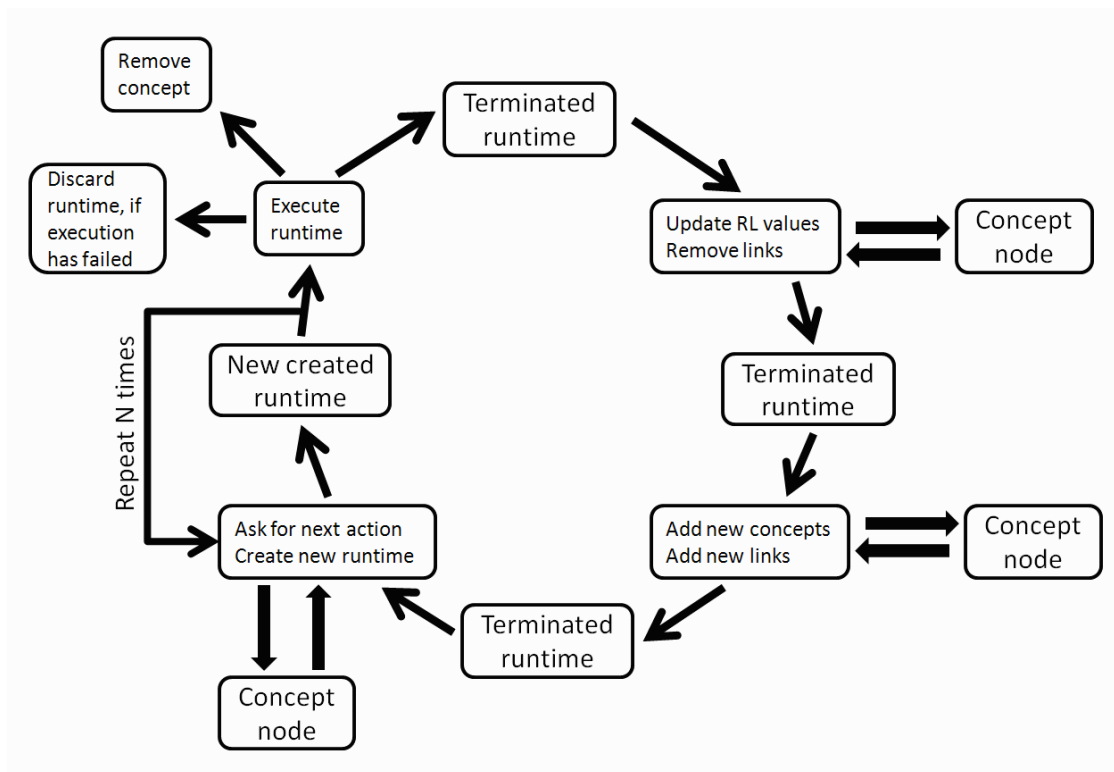 Remove
concept
Terminated
runtime
Discard
runtime, if
execution
has failed
Execute
runtime
Update RL values
Remove links
Concept
node
Repeat N times
New created
runtime
Terminated
runtime
Ask for next action
Create new runtime
Add new concepts
Add new links
Concept
node
Terminated
runtime
Concept
node